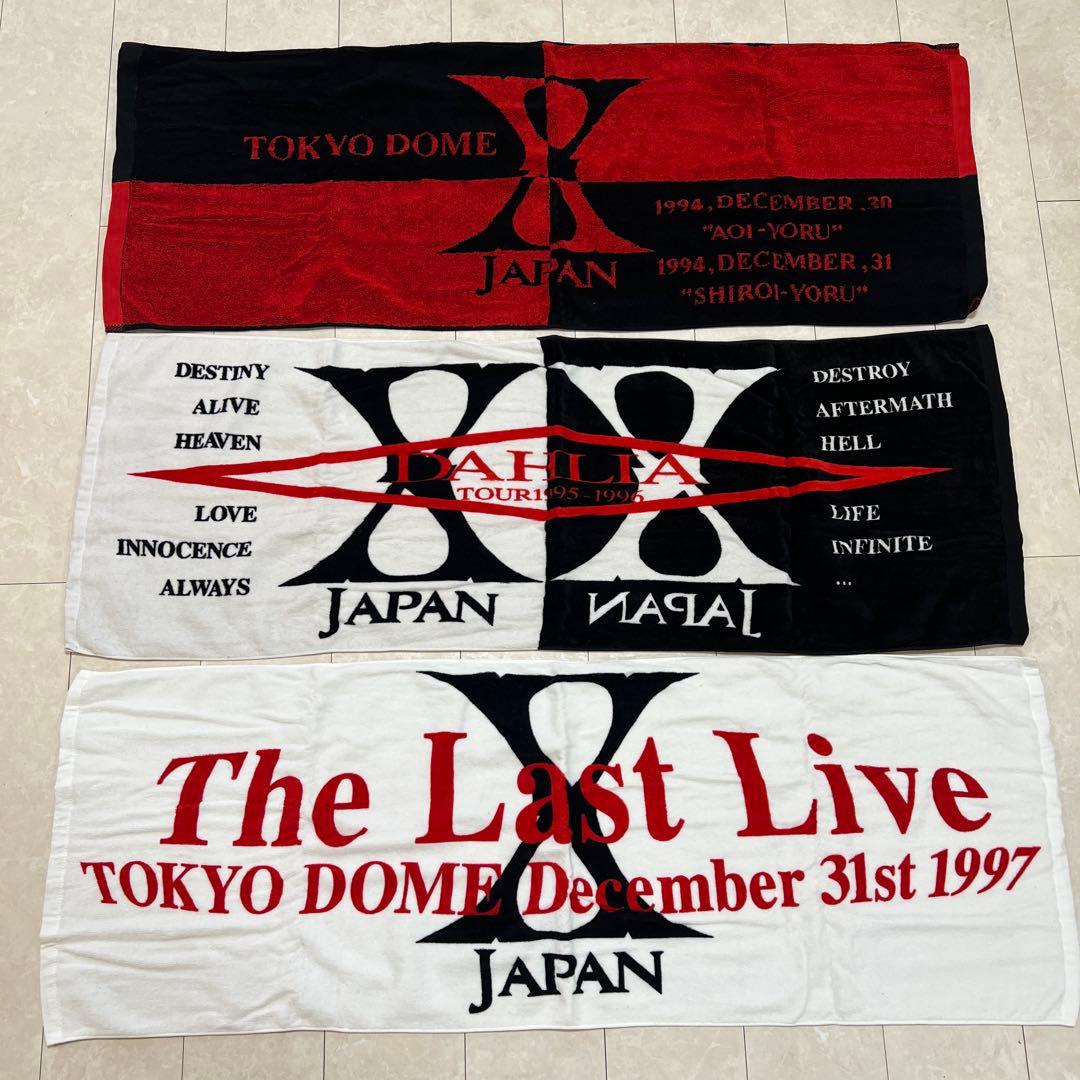 TOKYO DOME
X
JAPAN
1994, DECEMBER .30
"AOI-YORU"
1994, DECEMBER ,31
"SHIROI-YORU"
DESTINY
ALIVE
HEAVEN
LOVE
INNOCENCE
ALWAYS
X
JAPAN
DAHLIA
TOUR1995-1996
X
JAPAN
DESTROY
AFTERMATH
HELL
LIFE
INFINITE
...
X
The Last Live
TOKYO DOME December 31st 1997
JAPAN